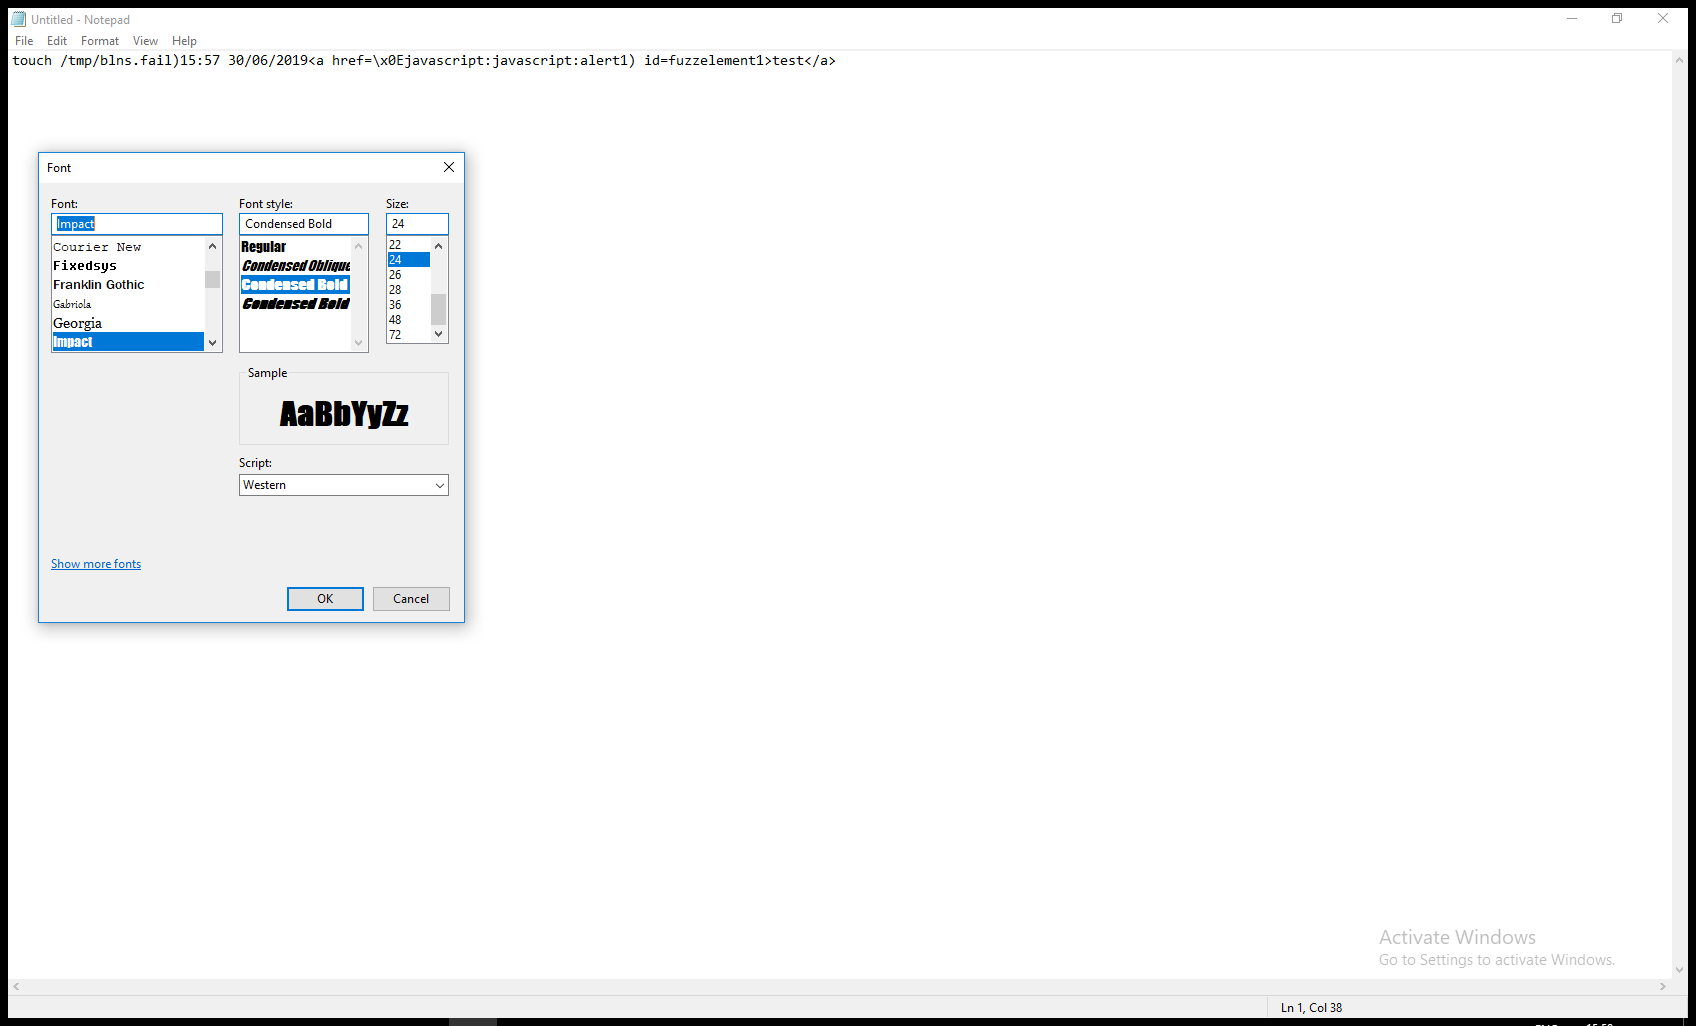 Untitled - Notepad
File Edit Format View Help
touch /tmp/blns.fail)15:57 30/06/2019<a href=\x0Ejavascript:javascript:alert1) id=fuzzelement1>test</a>
Font
Font: Font style: Size:
Impact Condensed Bold 24
Courier New
Fixedsys
Franklin Gothic
Gabriola
Georgia
Impact
Regular
Condensed Oblique
Condensed Bold
Condensed Bold
22
24
26
28
36
48
72
Sample
AaBbYyZz
Script:
Western
Show more fonts
OK Cancel
Activate Windows
Go to Settings to activate Windows.
Ln 1, Col 38